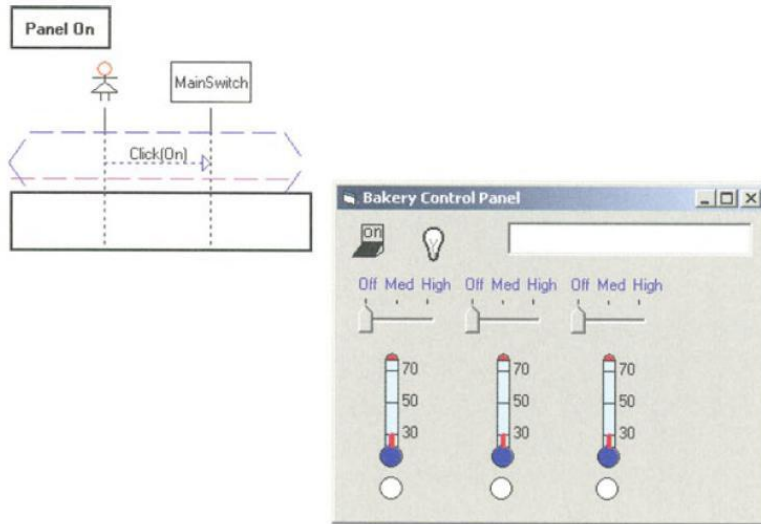 Panel On
MainSwitch
Click(On)
Bakery Control Panel
on
Off Med High Off Med High Off Med High
70 70 70
50 50 50
30 30 30